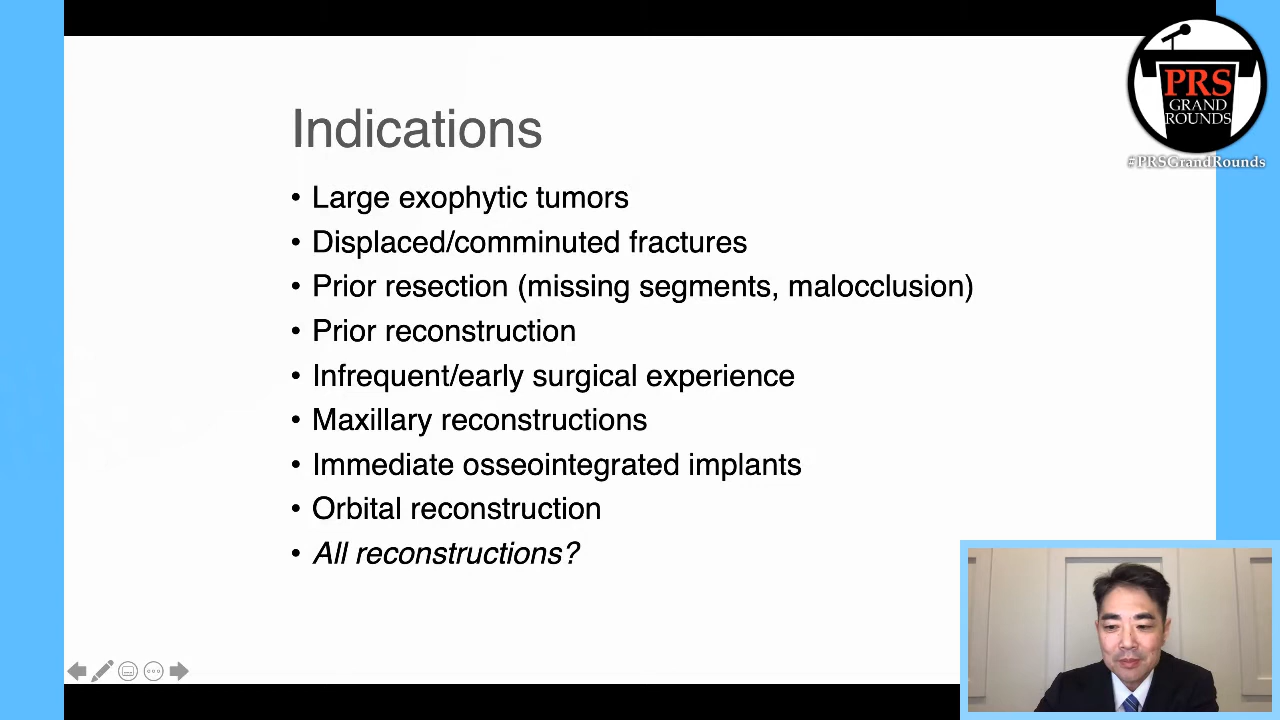 Indications
• Large exophytic tumors
• Displaced/comminuted fractures
• Prior resection (missing segments, malocclusion)
• Prior reconstruction
• Infrequent/early surgical experience
• Maxillary reconstructions
• Immediate osseointegrated implants
• Orbital reconstruction
• All reconstructions?
PRS
GRAND
ROUNDS
#PRSGrandRounds